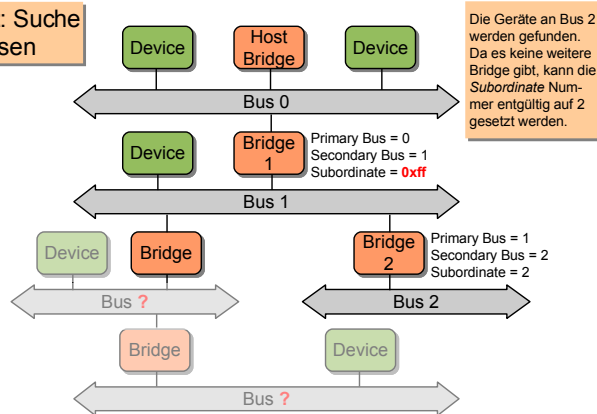 : Suche
sen
Die Geräte an Bus 2
werden gefunden.
Da es keine weitere
Bridge gibt, kann die
Subordinate Num-
mer entgültig auf 2
gesetzt werden.
Device
Host
Bridge
Device
Bus 0
Device
Bridge
1
Primary Bus = 0
Secondary Bus = 1
Subordinate = 0xff
Bus 1
Device
Bridge
Bridge
2
Primary Bus = 1
Secondary Bus = 2
Subordinate = 2
Bus ?
Bus 2
Bridge
Device
Bus ?